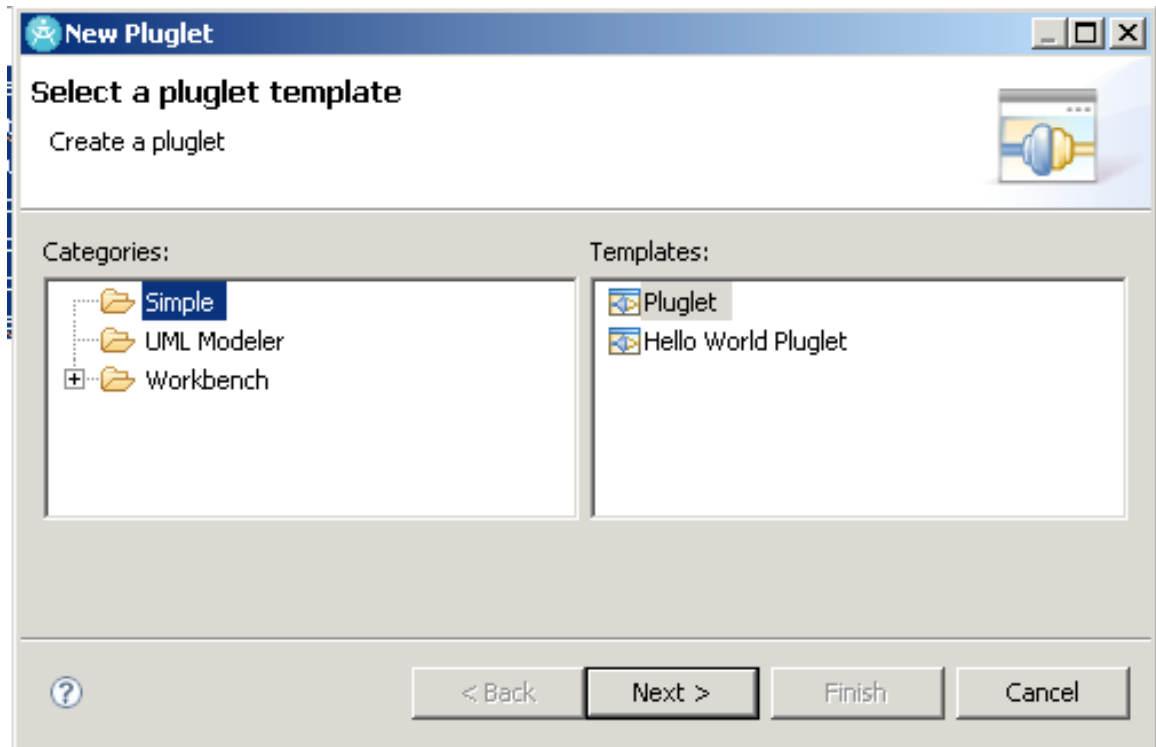 New Pluglet
Select a pluglet template
Create a pluglet
Categories:
Simple
UML Modeler
Workbench
Templates:
Pluglet
Hello World Pluglet
< Back
Next >
Finish
Cancel